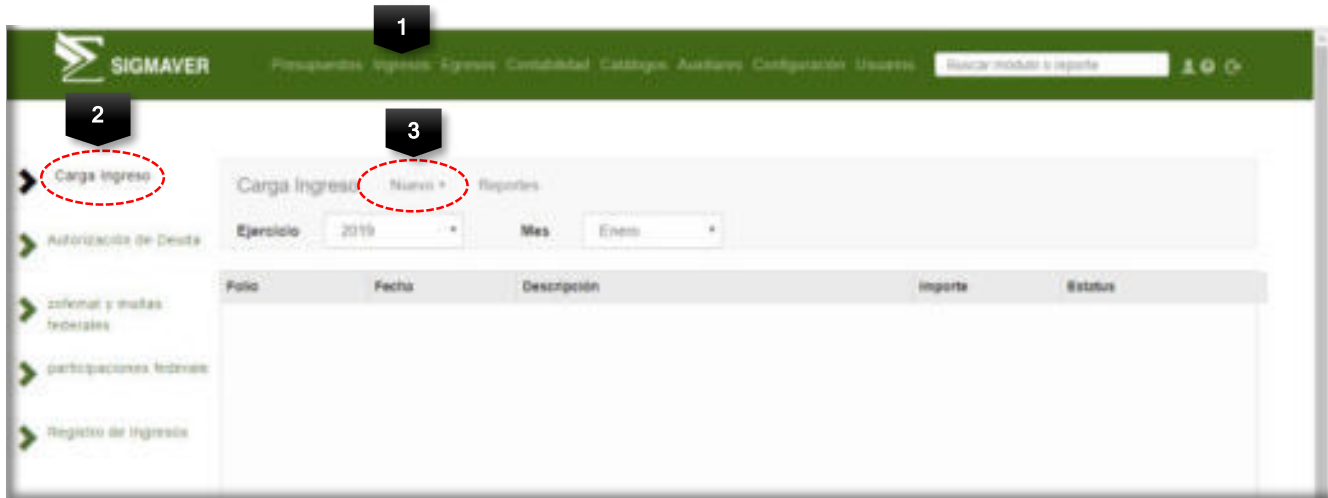 1
SIGMAVER
Presupuestos Ingresos Egresos Contabilidad Catálogos Auxiliares Configuración Usuarios Buscar módulo o reporte
2
3
Carga Ingreso
Carga Ingreso Nuevo Reportes
Ejercicio 2019 Mes Enero
Autorización de Deuda
Folio Fecha Descripción Importe Estatus
zofemat y multas
federales
participaciones federale
Registro de Ingresos